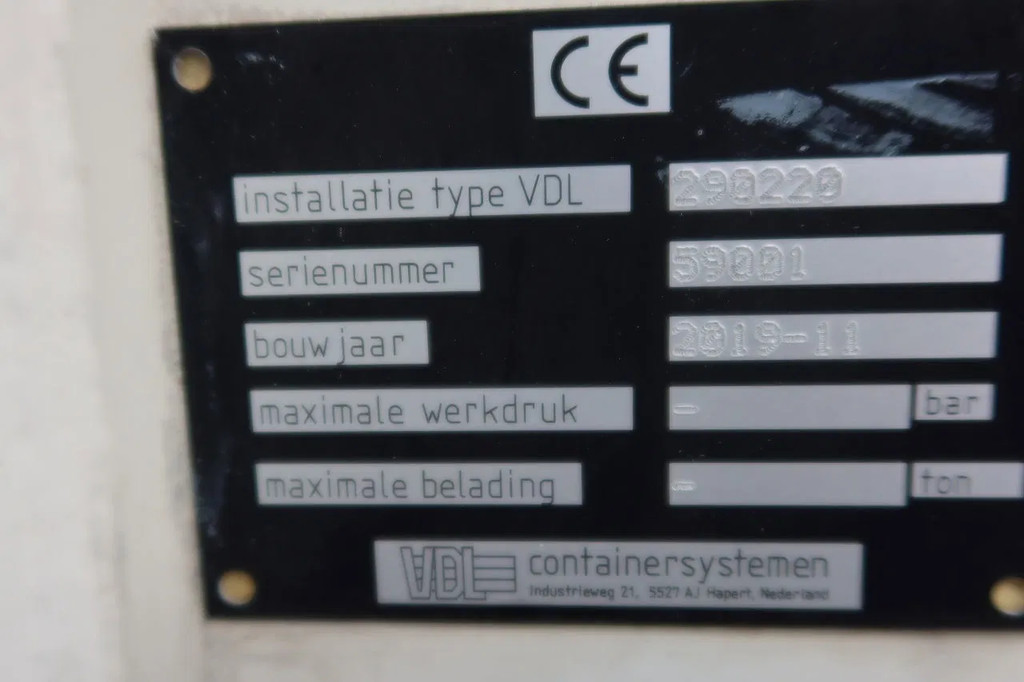 CE
installatie type VDL 290220
serienummer 59001
bouwjaar 2019-11
maximale werkdruk - bar
maximale belading - ton
VDL containersystemen
Industrieweg 21, 5527 AJ Hapert, Nederland